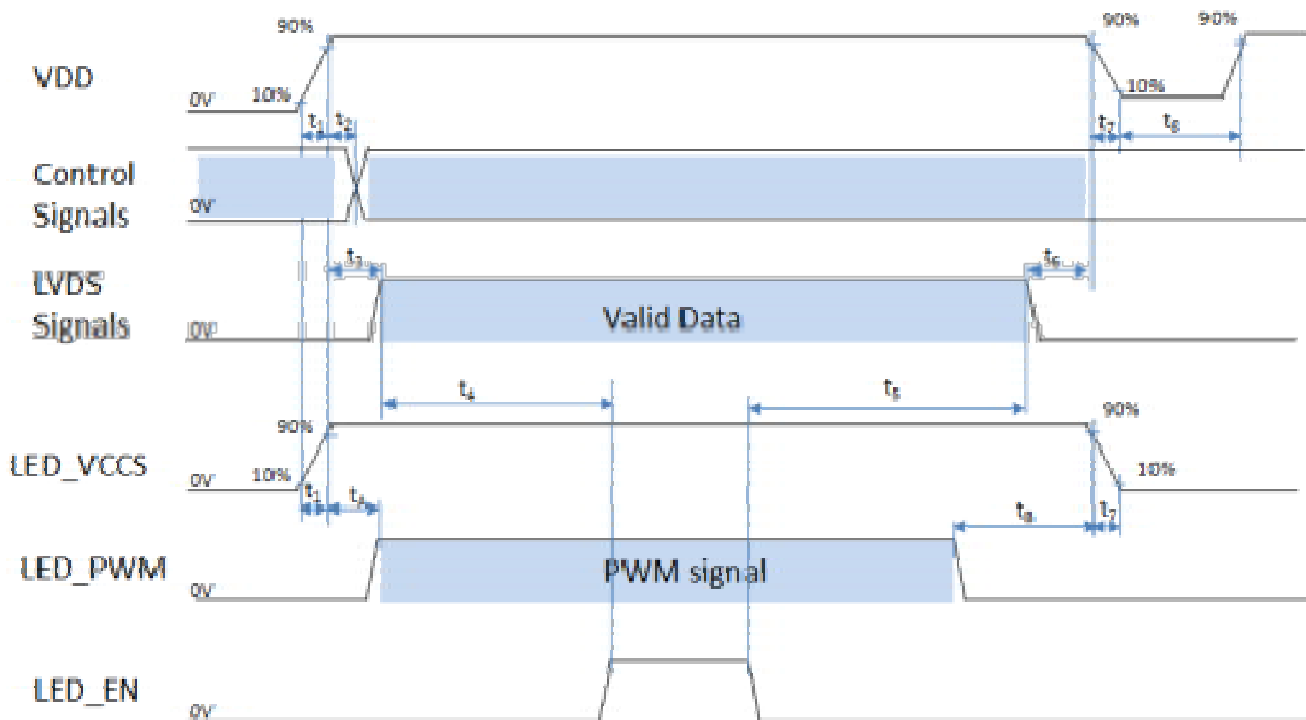 90% 90% 90%
VDD
0V 10% 10%
t1 t2 t7
Control
Signals
0V
t3 t6
LVDS
Signals
0V Valid Data
t4 t5
90% 90%
LED_VCCS
0V 10% 10%
t1 t7
LED_PWM
0V PWM signal
LED_EN
0V